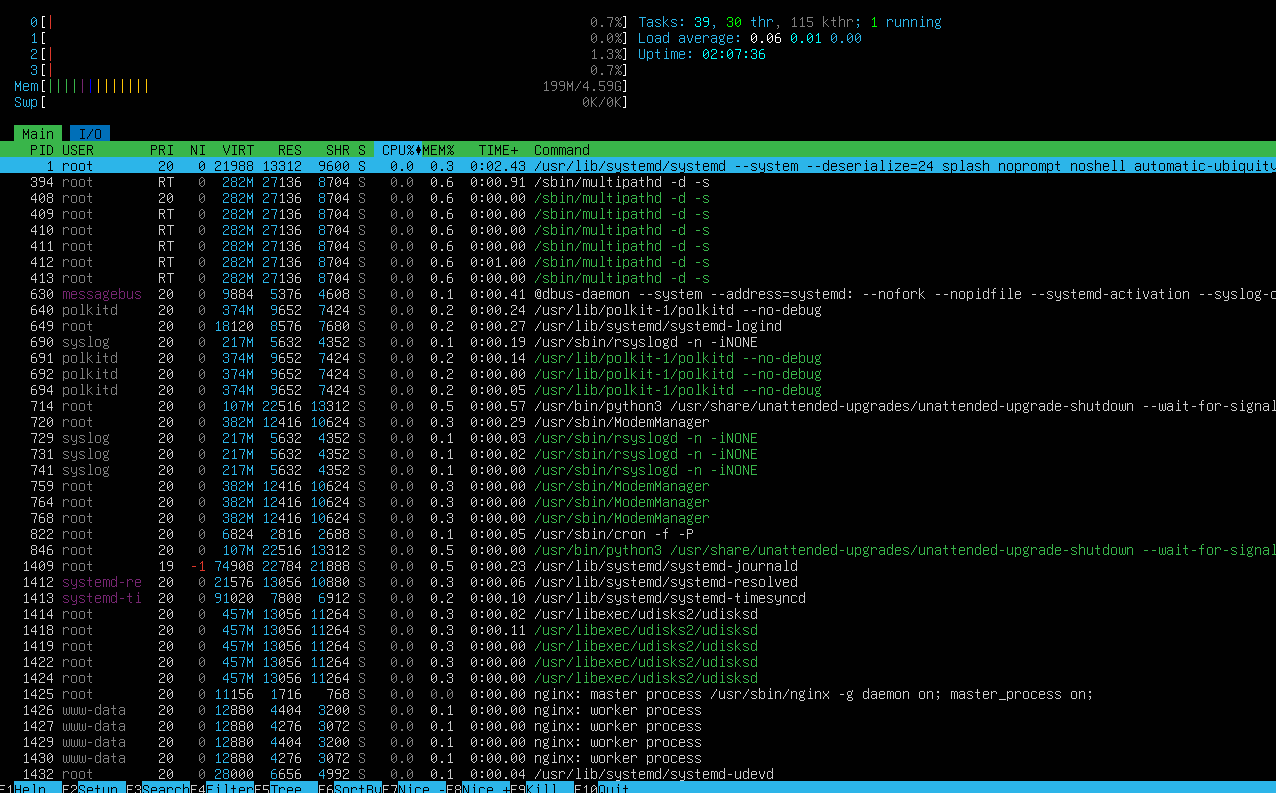 0[| 0.7%] Tasks: 39, 30 thr, 115 kthr; 1 running
1[ 0.0%] Load average: 0.06 0.01 0.00
2[| 1.3%] Uptime: 02:07:36
3[| 0.7%]
Mem[||||||||||||| 199M/4.59G]
Swp[ 0K/0K]
Main I/O
PID USER PRI NI VIRT RES SHR S CPU%♦MEM% TIME+ Command
1 root 20 0 21988 13312 9600 S 0.0 0.3 0:02.43 /usr/lib/systemd/systemd --system --deserialize=24 splash noprompt noshell automatic-ubiquity
394 root RT 0 282M 27136 8704 S 0.0 0.6 0:00.91 /sbin/multipathd -d -s
408 root 20 0 282M 27136 8704 S 0.0 0.6 0:00.00 /sbin/multipathd -d -s
409 root RT 0 282M 27136 8704 S 0.0 0.6 0:00.00 /sbin/multipathd -d -s
410 root RT 0 282M 27136 8704 S 0.0 0.6 0:00.00 /sbin/multipathd -d -s
411 root RT 0 282M 27136 8704 S 0.0 0.6 0:00.00 /sbin/multipathd -d -s
412 root RT 0 282M 27136 8704 S 0.0 0.6 0:01.00 /sbin/multipathd -d -s
413 root RT 0 282M 27136 8704 S 0.0 0.6 0:00.00 /sbin/multipathd -d -s
630 messagebus 20 0 9884 5376 4608 S 0.0 0.1 0:00.41 @dbus-daemon --system --address=systemd: --nofork --nopidfile --systemd-activation --syslog-o
640 polkitd 20 0 374M 9652 7424 S 0.0 0.2 0:00.24 /usr/lib/polkit-1/polkitd --no-debug
649 root 20 0 18120 8576 7680 S 0.0 0.2 0:00.27 /usr/lib/systemd/systemd-logind
690 syslog 20 0 217M 5632 4352 S 0.0 0.1 0:00.19 /usr/sbin/rsyslogd -n -iNONE
691 polkitd 20 0 374M 9652 7424 S 0.0 0.2 0:00.14 /usr/lib/polkit-1/polkitd --no-debug
692 polkitd 20 0 374M 9652 7424 S 0.0 0.2 0:00.00 /usr/lib/polkit-1/polkitd --no-debug
694 polkitd 20 0 374M 9652 7424 S 0.0 0.2 0:00.05 /usr/lib/polkit-1/polkitd --no-debug
714 root 20 0 107M 22516 13312 S 0.0 0.5 0:00.57 /usr/bin/python3 /usr/share/unattended-upgrades/unattended-upgrade-shutdown --wait-for-signal
720 root 20 0 382M 12416 10624 S 0.0 0.3 0:00.29 /usr/sbin/ModemManager
729 syslog 20 0 217M 5632 4352 S 0.0 0.1 0:00.03 /usr/sbin/rsyslogd -n -iNONE
731 syslog 20 0 217M 5632 4352 S 0.0 0.1 0:00.02 /usr/sbin/rsyslogd -n -iNONE
741 syslog 20 0 217M 5632 4352 S 0.0 0.1 0:00.00 /usr/sbin/rsyslogd -n -iNONE
759 root 20 0 382M 12416 10624 S 0.0 0.3 0:00.00 /usr/sbin/ModemManager
764 root 20 0 382M 12416 10624 S 0.0 0.3 0:00.00 /usr/sbin/ModemManager
768 root 20 0 382M 12416 10624 S 0.0 0.3 0:00.00 /usr/sbin/ModemManager
822 root 20 0 6824 2816 2688 S 0.0 0.1 0:00.05 /usr/sbin/cron -f -P
846 root 20 0 107M 22516 13312 S 0.0 0.5 0:00.00 /usr/bin/python3 /usr/share/unattended-upgrades/unattended-upgrade-shutdown --wait-for-signal
1409 root 19 -1 74908 22784 21888 S 0.0 0.5 0:00.23 /usr/lib/systemd/systemd-journald
1412 systemd-re 20 0 21576 13056 10880 S 0.0 0.3 0:00.06 /usr/lib/systemd/systemd-resolved
1413 systemd-ti 20 0 91020 7808 6912 S 0.0 0.2 0:00.10 /usr/lib/systemd/systemd-timesyncd
1414 root 20 0 457M 13056 11264 S 0.0 0.3 0:00.02 /usr/libexec/udisks2/udisksd
1418 root 20 0 457M 13056 11264 S 0.0 0.3 0:00.11 /usr/libexec/udisks2/udisksd
1419 root 20 0 457M 13056 11264 S 0.0 0.3 0:00.00 /usr/libexec/udisks2/udisksd
1422 root 20 0 457M 13056 11264 S 0.0 0.3 0:00.00 /usr/libexec/udisks2/udisksd
1424 root 20 0 457M 13056 11264 S 0.0 0.3 0:00.00 /usr/libexec/udisks2/udisksd
1425 root 20 0 11156 1716 768 S 0.0 0.0 0:00.00 nginx: master process /usr/sbin/nginx -g daemon on; master_process on;
1426 www-data 20 0 12880 4404 3200 S 0.0 0.1 0:00.00 nginx: worker process
1427 www-data 20 0 12880 4276 3072 S 0.0 0.1 0:00.00 nginx: worker process
1429 www-data 20 0 12880 4404 3200 S 0.0 0.1 0:00.00 nginx: worker process
1430 www-data 20 0 12880 4276 3072 S 0.0 0.1 0:00.00 nginx: worker process
1432 root 20 0 28000 6656 4992 S 0.0 0.1 0:00.04 /usr/lib/systemd/systemd-udevd
F1Help F2Setup F3SearchF4FilterF5Tree F6SortByF7Nice -F8Nice +F9Kill F10Quit